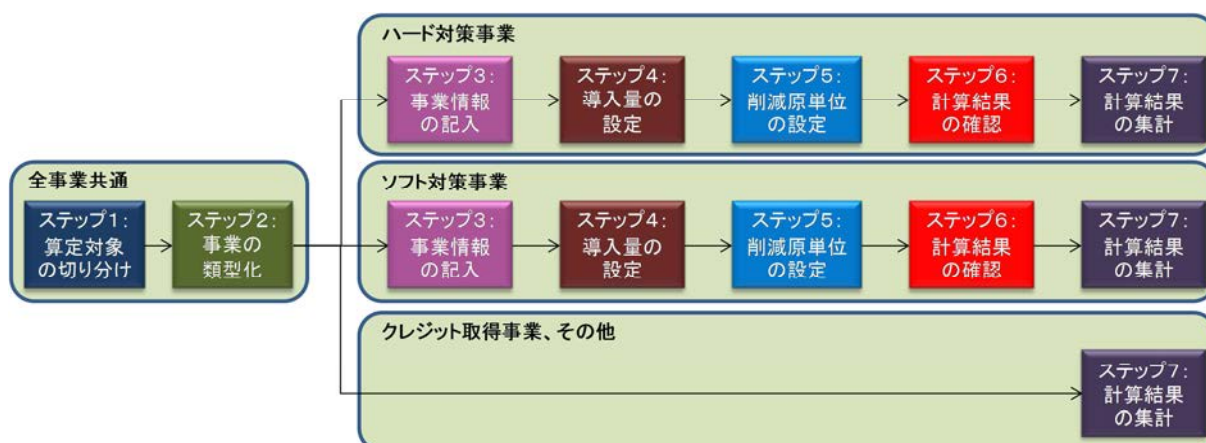 全事業共通
ステップ1:
算定対象
の切り分け
ステップ2:
事業の
類型化
ハード対策事業
ステップ3:
事業情報
の記入
ステップ4:
導入量の
設定
ステップ5:
削減原単位
の設定
ステップ6:
計算結果
の確認
ステップ7:
計算結果
の集計
ソフト対策事業
ステップ3:
事業情報
の記入
ステップ4:
導入量の
設定
ステップ5:
削減原単位
の設定
ステップ6:
計算結果
の確認
ステップ7:
計算結果
の集計
クレジット取得事業、その他
ステップ7:
計算結果
の集計